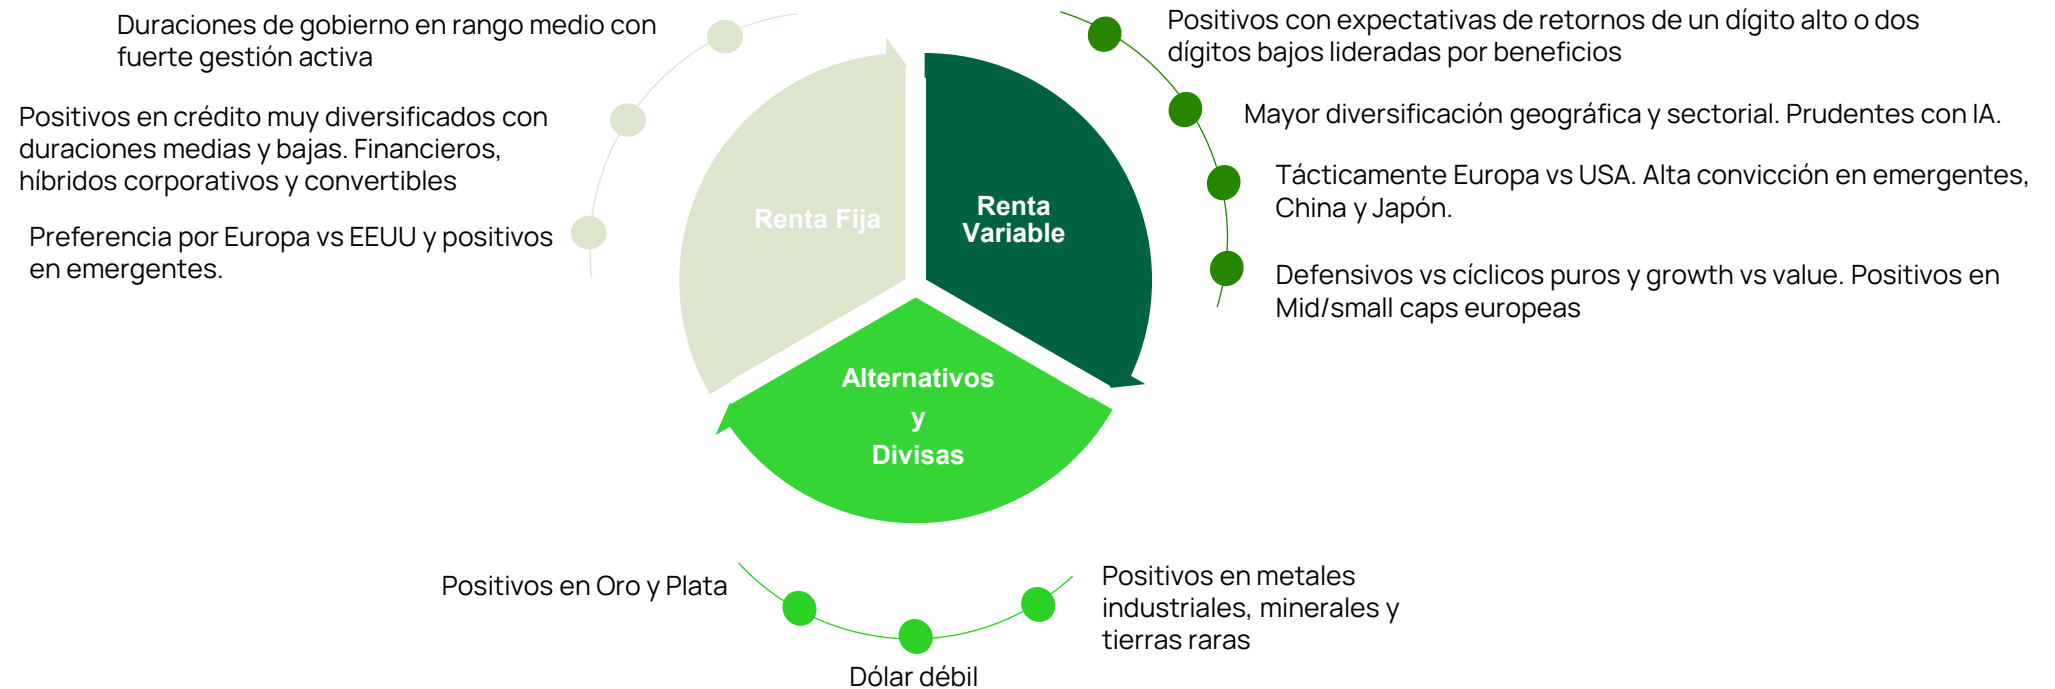 Duraciones de gobierno en rango medio con
fuerte gestión activa
Positivos en crédito muy diversificados con
duraciones medias y bajas. Financieros,
híbridos corporativos y convertibles
Preferencia por Europa vs EEUU y positivos
en emergentes.
Renta Fija
Renta
Variable
Positivos con expectativas de retornos de un dígito alto o dos
dígitos bajos lideradas por beneficios
Mayor diversificación geográfica y sectorial. Prudentes con IA.
Tácticamente Europa vs USA. Alta convicción en emergentes,
China y Japón.
Defensivos vs cíclicos puros y growth vs value. Positivos en
Mid/small caps europeas
Alternativos
y
Divisas
Positivos en Oro y Plata
Dólar débil
Positivos en metales
industriales, minerales y
tierras raras